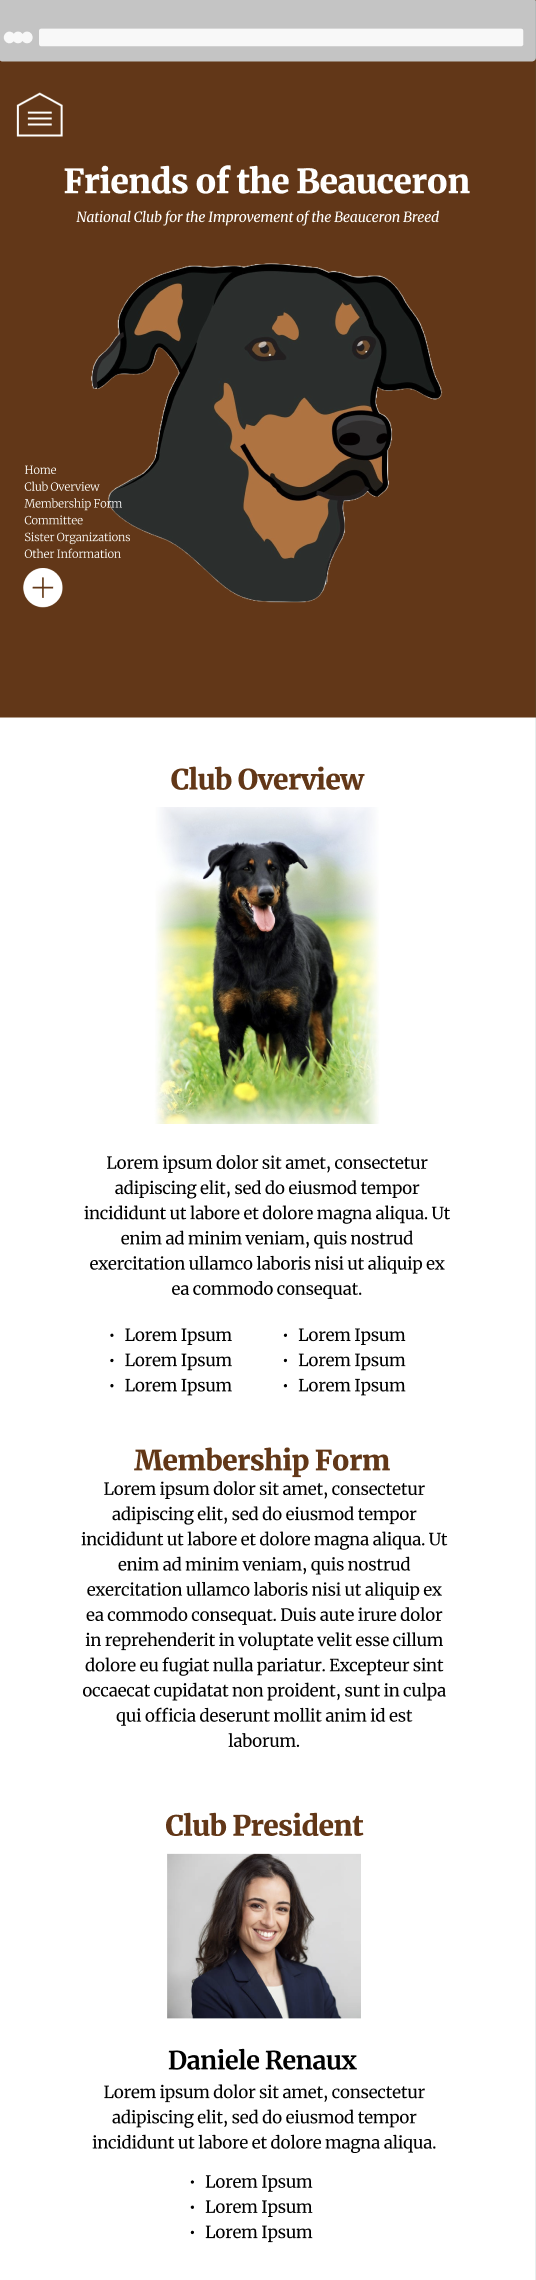 Friends of the Beauceron
National Club for the Improvement of the Beauceron Breed
Home
Club Overview
Membership Form
Committee
Sister Organizations
Other Information
Club Overview
Lorem ipsum dolor sit amet, consectetur
adipiscing elit, sed do eiusmod tempor
incididunt ut labore et dolore magna aliqua. Ut
enim ad minim veniam, quis nostrud
exercitation ullamco laboris nisi ut aliquip ex
ea commodo consequat.
• Lorem Ipsum
• Lorem Ipsum
• Lorem Ipsum
• Lorem Ipsum
• Lorem Ipsum
• Lorem Ipsum
Membership Form
Lorem ipsum dolor sit amet, consectetur
adipiscing elit, sed do eiusmod tempor
incididunt ut labore et dolore magna aliqua. Ut
enim ad minim veniam, quis nostrud
exercitation ullamco laboris nisi ut aliquip ex
ea commodo consequat. Duis aute irure dolor
in reprehenderit in voluptate velit esse cillum
dolore eu fugiat nulla pariatur. Excepteur sint
occaecat cupidatat non proident, sunt in culpa
qui officia deserunt mollit anim id est
laborum.
Club President
Daniele Renaux
Lorem ipsum dolor sit amet, consectetur
adipiscing elit, sed do eiusmod tempor
incididunt ut labore et dolore magna aliqua.
• Lorem Ipsum
• Lorem Ipsum
• Lorem Ipsum